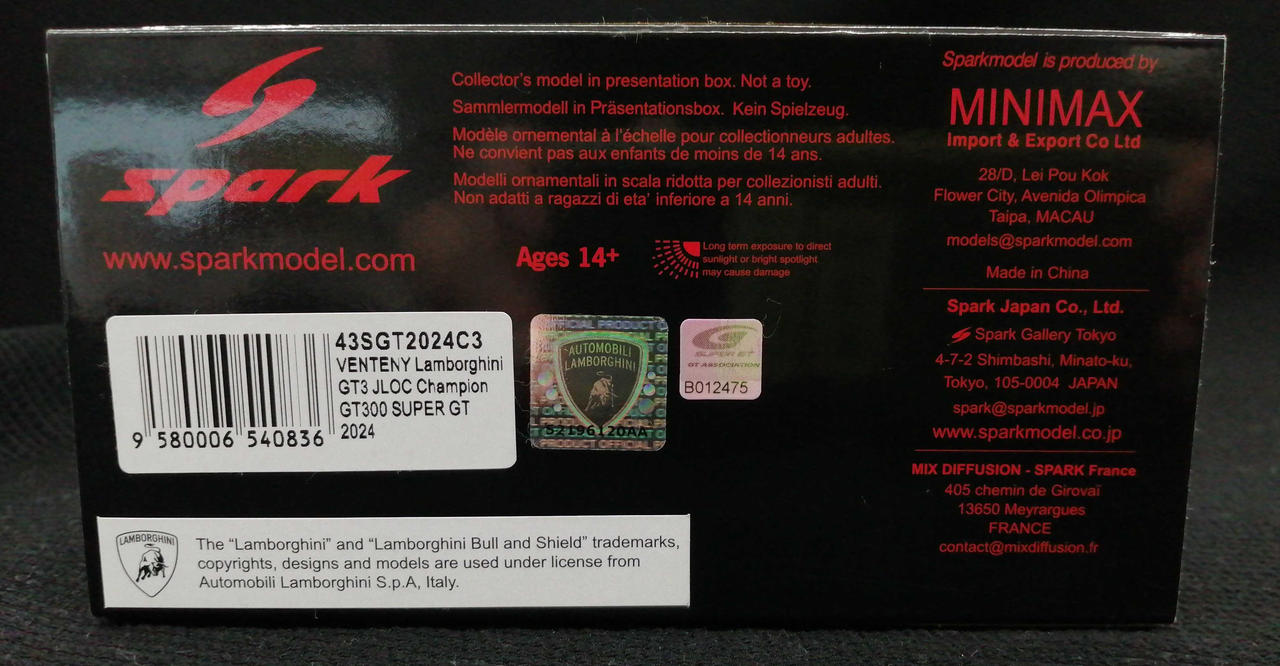 spark
www.sparkmodel.com
Collector's model in presentation box. Not a toy.
Sammlermodell in Präsentationsbox. Kein Spielzeug.
Modèle ornemental à l'échelle pour collectionneurs adultes.
Ne convient pas aux enfants de moins de 14 ans.
Modelli ornamentali in scala ridotta per collezionisti adulti.
Non adatti a ragazzi di eta' inferiore a 14 anni.
Ages 14+
Long term exposure to direct
sunlight or bright spotlight
may cause damage
Sparkmodel is produced by
MINIMAX
Import & Export Co Ltd
28/D, Lei Pou Kok
Flower City, Avenida Olimpica
Taipa, MACAU
models@sparkmodel.com
Made in China
Spark Japan Co., Ltd.
Spark Gallery Tokyo
4-7-2 Shimbashi, Minato-ku,
Tokyo, 105-0004 JAPAN
spark@sparkmodel.jp
www.sparkmodel.co.jp
MIX DIFFUSION - SPARK France
405 chemin de Girovaï
13650 Meyrargues
FRANCE
contact@mixdiffusion.fr
43SGT2024C3
VENTENY Lamborghini
GT3 JLOC Champion
GT300 SUPER GT
2024
9 580006 540836
AUTOMOBILI
LAMBORGHINI
S2196120AA
PRODUCT OFFICIAL
SUPER GT
GT ASSOCIATION
B012475
LAMBORGHINI
The “Lamborghini” and “Lamborghini Bull and Shield” trademarks,
copyrights, designs and models are used under license from
Automobili Lamborghini S.p.A, Italy.